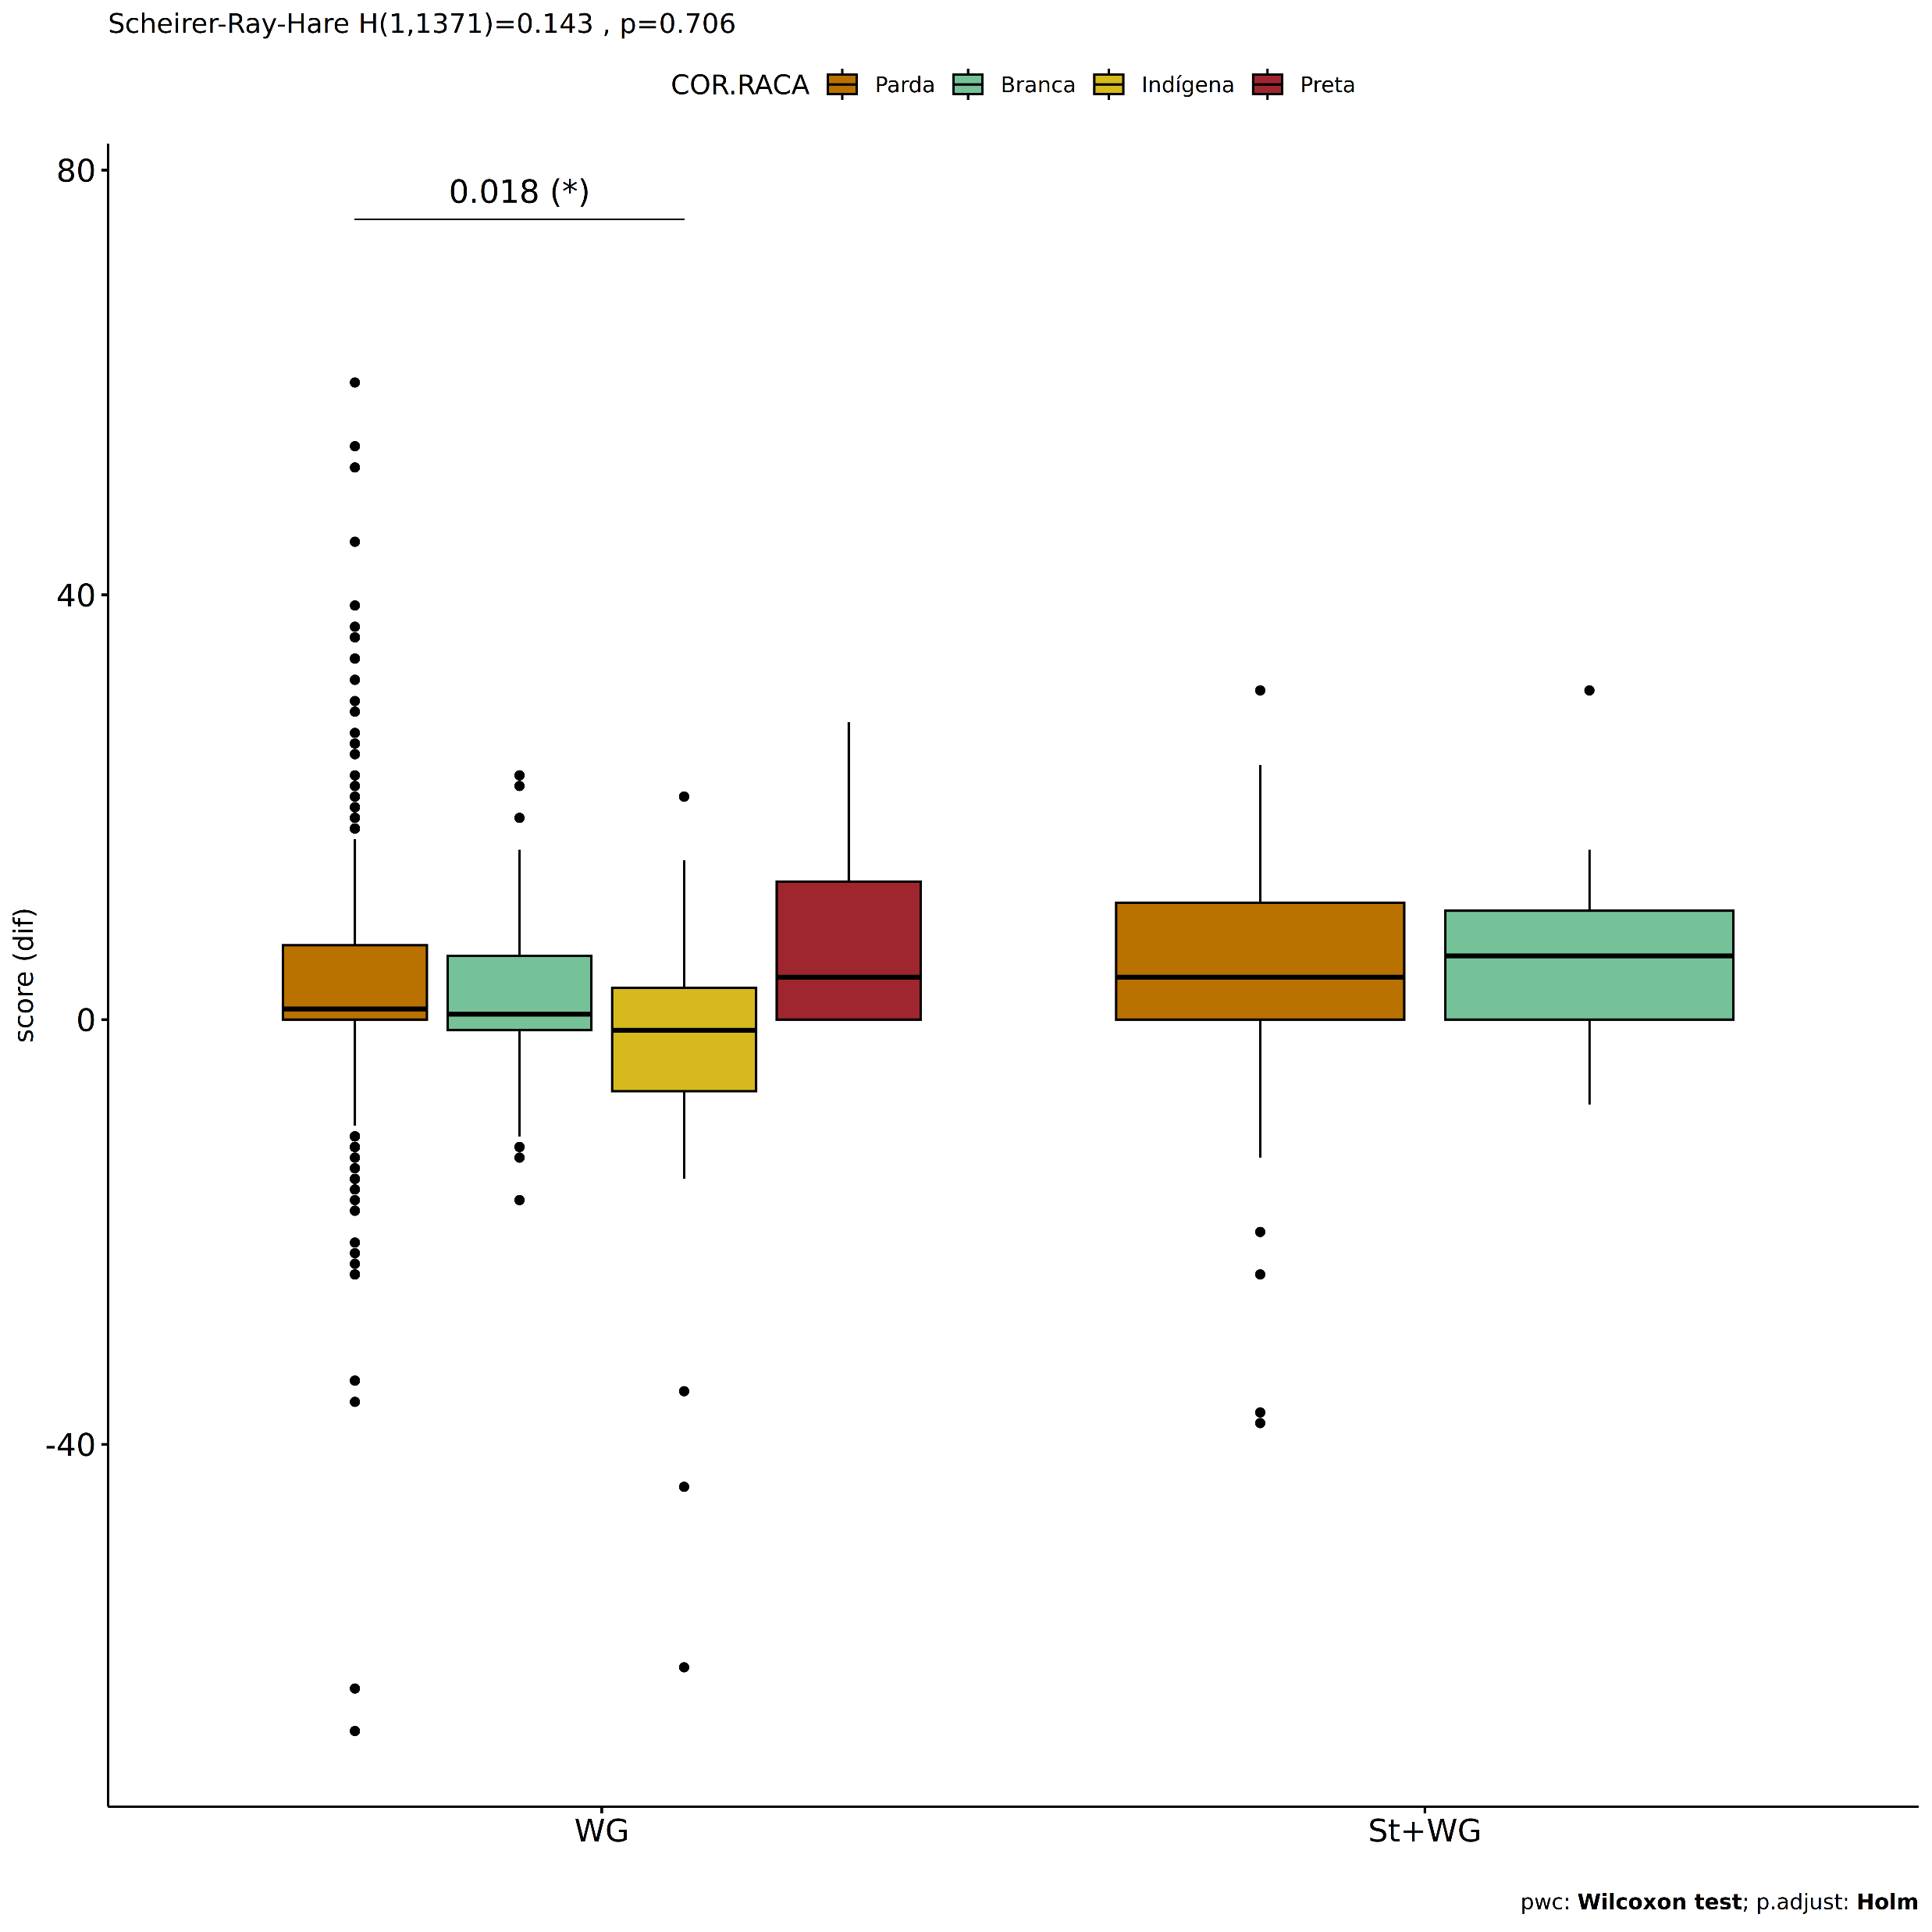 Scheirer-Ray-Hare H(1,1371)=0.143 , p=0.706
COR.RACA Parda Branca Indígena Preta
80
0.018 (*)
40
0
-40
score (dif)
WG St+WG
pwc: Wilcoxon test; p.adjust: Holm